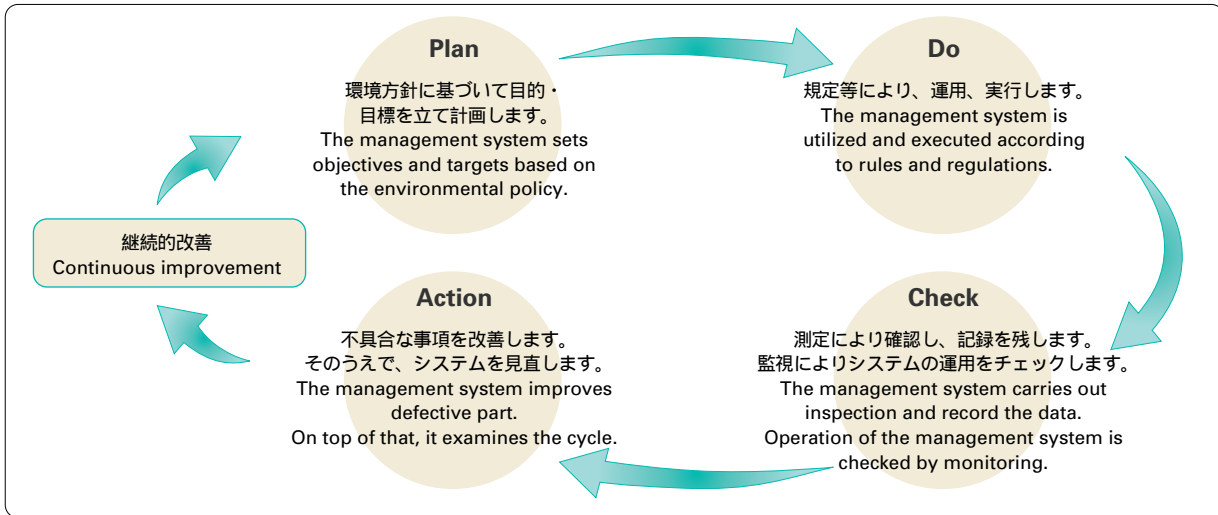 Plan
環境方針に基づいて目的・
目標を立て計画します。
The management system sets
objectives and targets based on
the environmental policy.
Do
規定等により、運用、実行します。
The management system is
utilized and executed according
to rules and regulations.
継続的改善
Continuous improvement
Action
不具合な事項を改善します。
そのうえで、システムを見直します。
The management system improves
defective part.
On top of that, it examines the cycle.
Check
測定により確認し、記録を残します。
監視によりシステムの運用をチェックします。
The management system carries out
inspection and record the data.
Operation of the management system is
checked by monitoring.